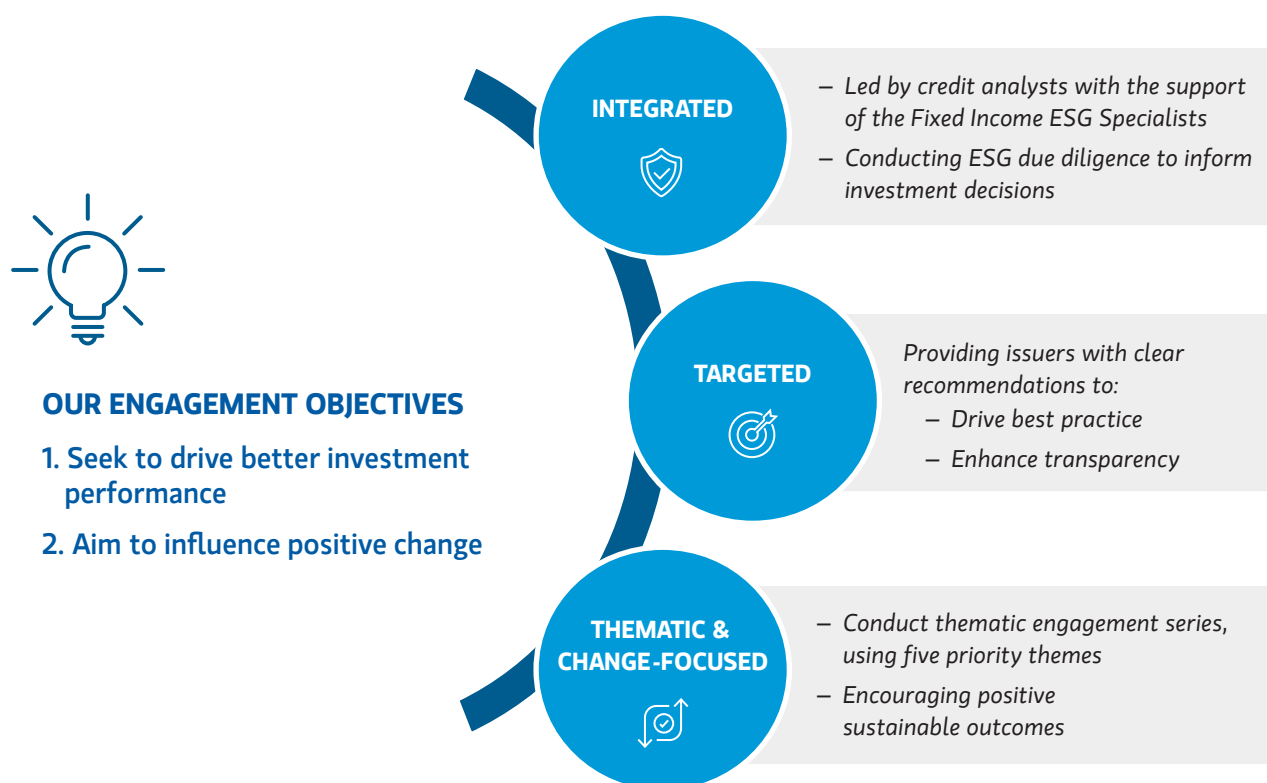 OUR ENGAGEMENT OBJECTIVES
1. Seek to drive better investment
performance
2. Aim to influence positive change
INTEGRATED
– Led by credit analysts with the support
of the Fixed Income ESG Specialists
– Conducting ESG due diligence to inform
investment decisions
TARGETED
Providing issuers with clear
recommendations to:
– Drive best practice
– Enhance transparency
THEMATIC &
CHANGE-FOCUSED
– Conduct thematic engagement series,
using five priority themes
– Encouraging positive
sustainable outcomes